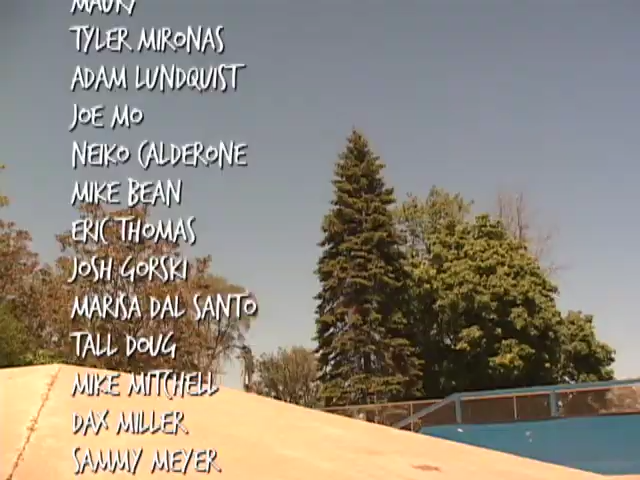 MAURY
TYLER MIRONAS
ADAM LUNDQUIST
JOE MO
NEIKO CALDERONE
MIKE BEAN
ERIC THOMAS
JOSH GORSKI
MARISA DAL SANTO
TALL DOUG
MIKE MITCHELL
DAX MILLER
SAMMY MEYER